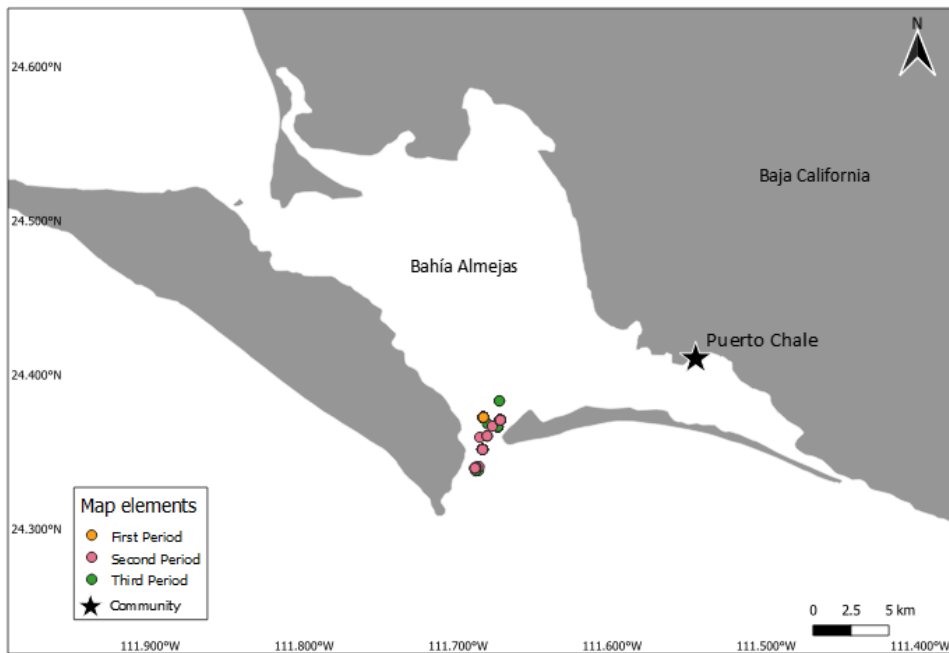 N
24.600°N
Baja California
24.500°N
Bahía Almejas
Puerto Chale
24.400°N
Map elements
First Period
Second Period
Third Period
Community
24.300°N
0 2.5 5 km
111.900°W 111.800°W 111.700°W 111.600°W 111.500°W 111.400°W